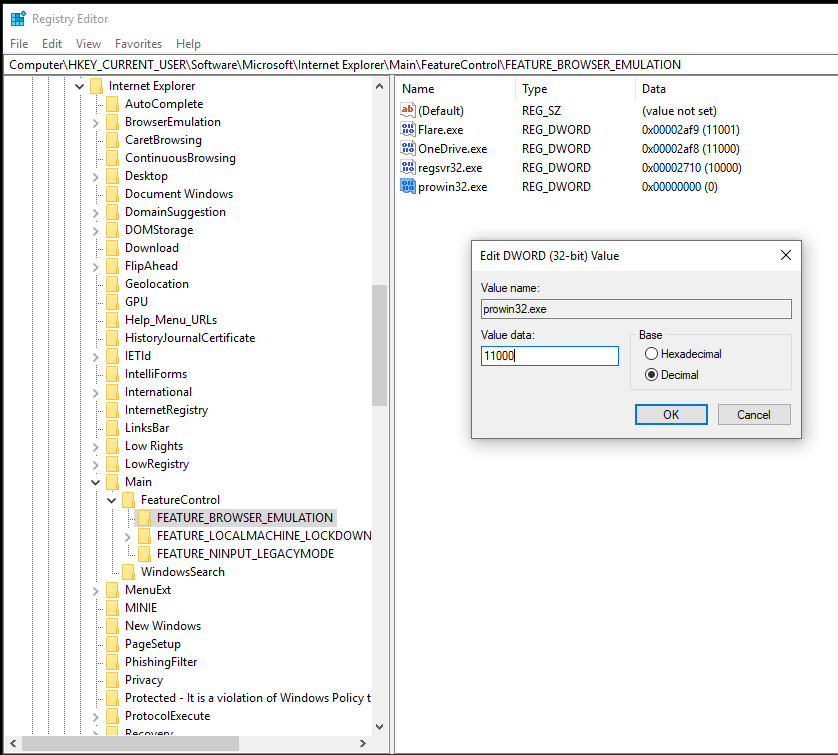 Registry Editor
File Edit View Favorites Help
Computer\HKEY_CURRENT_USER\Software\Microsoft\Internet Explorer\Main\FeatureControl\FEATURE_BROWSER_EMULATION
Internet Explorer
AutoComplete
BrowserEmulation
CaretBrowsing
ContinuousBrowsing
Desktop
Document Windows
DomainSuggestion
DOMStorage
Download
FlipAhead
Geolocation
GPU
Help_Menu_URLs
HistoryJournalCertificate
IETld
IntelliForms
International
InternetRegistry
LinksBar
Low Rights
LowRegistry
Main
FeatureControl
FEATURE_BROWSER_EMULATION
FEATURE_LOCALMACHINE_LOCKDOWN
FEATURE_NINPUT_LEGACYMODE
WindowsSearch
MenuExt
MINIE
New Windows
PageSetup
PhishingFilter
Privacy
Protected - It is a violation of Windows Policy t
ProtocolExecute
Recovery
Name Type Data
ab (Default) REG_SZ (value not set)
Flare.exe REG_DWORD 0x00002af9 (11001)
OneDrive.exe REG_DWORD 0x00002af8 (11000)
regsvr32.exe REG_DWORD 0x00002710 (10000)
prowin32.exe REG_DWORD 0x00000000 (0)
Edit DWORD (32-bit) Value
Value name:
prowin32.exe
Value data:
11000
Base
Hexadecimal
Decimal
OK Cancel